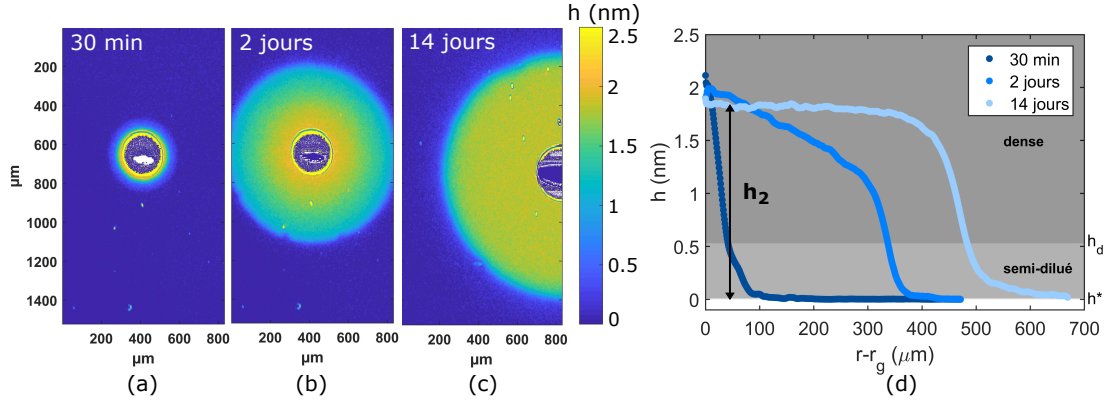 30 min
2 jours
14 jours
h (nm)
200
400
600
800
1000
1200
1400
µm
200 400 600 800
µm
200 400 600 800
µm
200 400 600 800
µm
2.5
2
1.5
1
0.5
0
(a)
(b)
(c)
2.5
2
1.5
1
0.5
0
h (nm)
30 min
2 jours
14 jours
dense
h₂
semi-dilué
h_d
h*
0 100 200 300 400 500 600 700
r-r_g (µm)
(d)